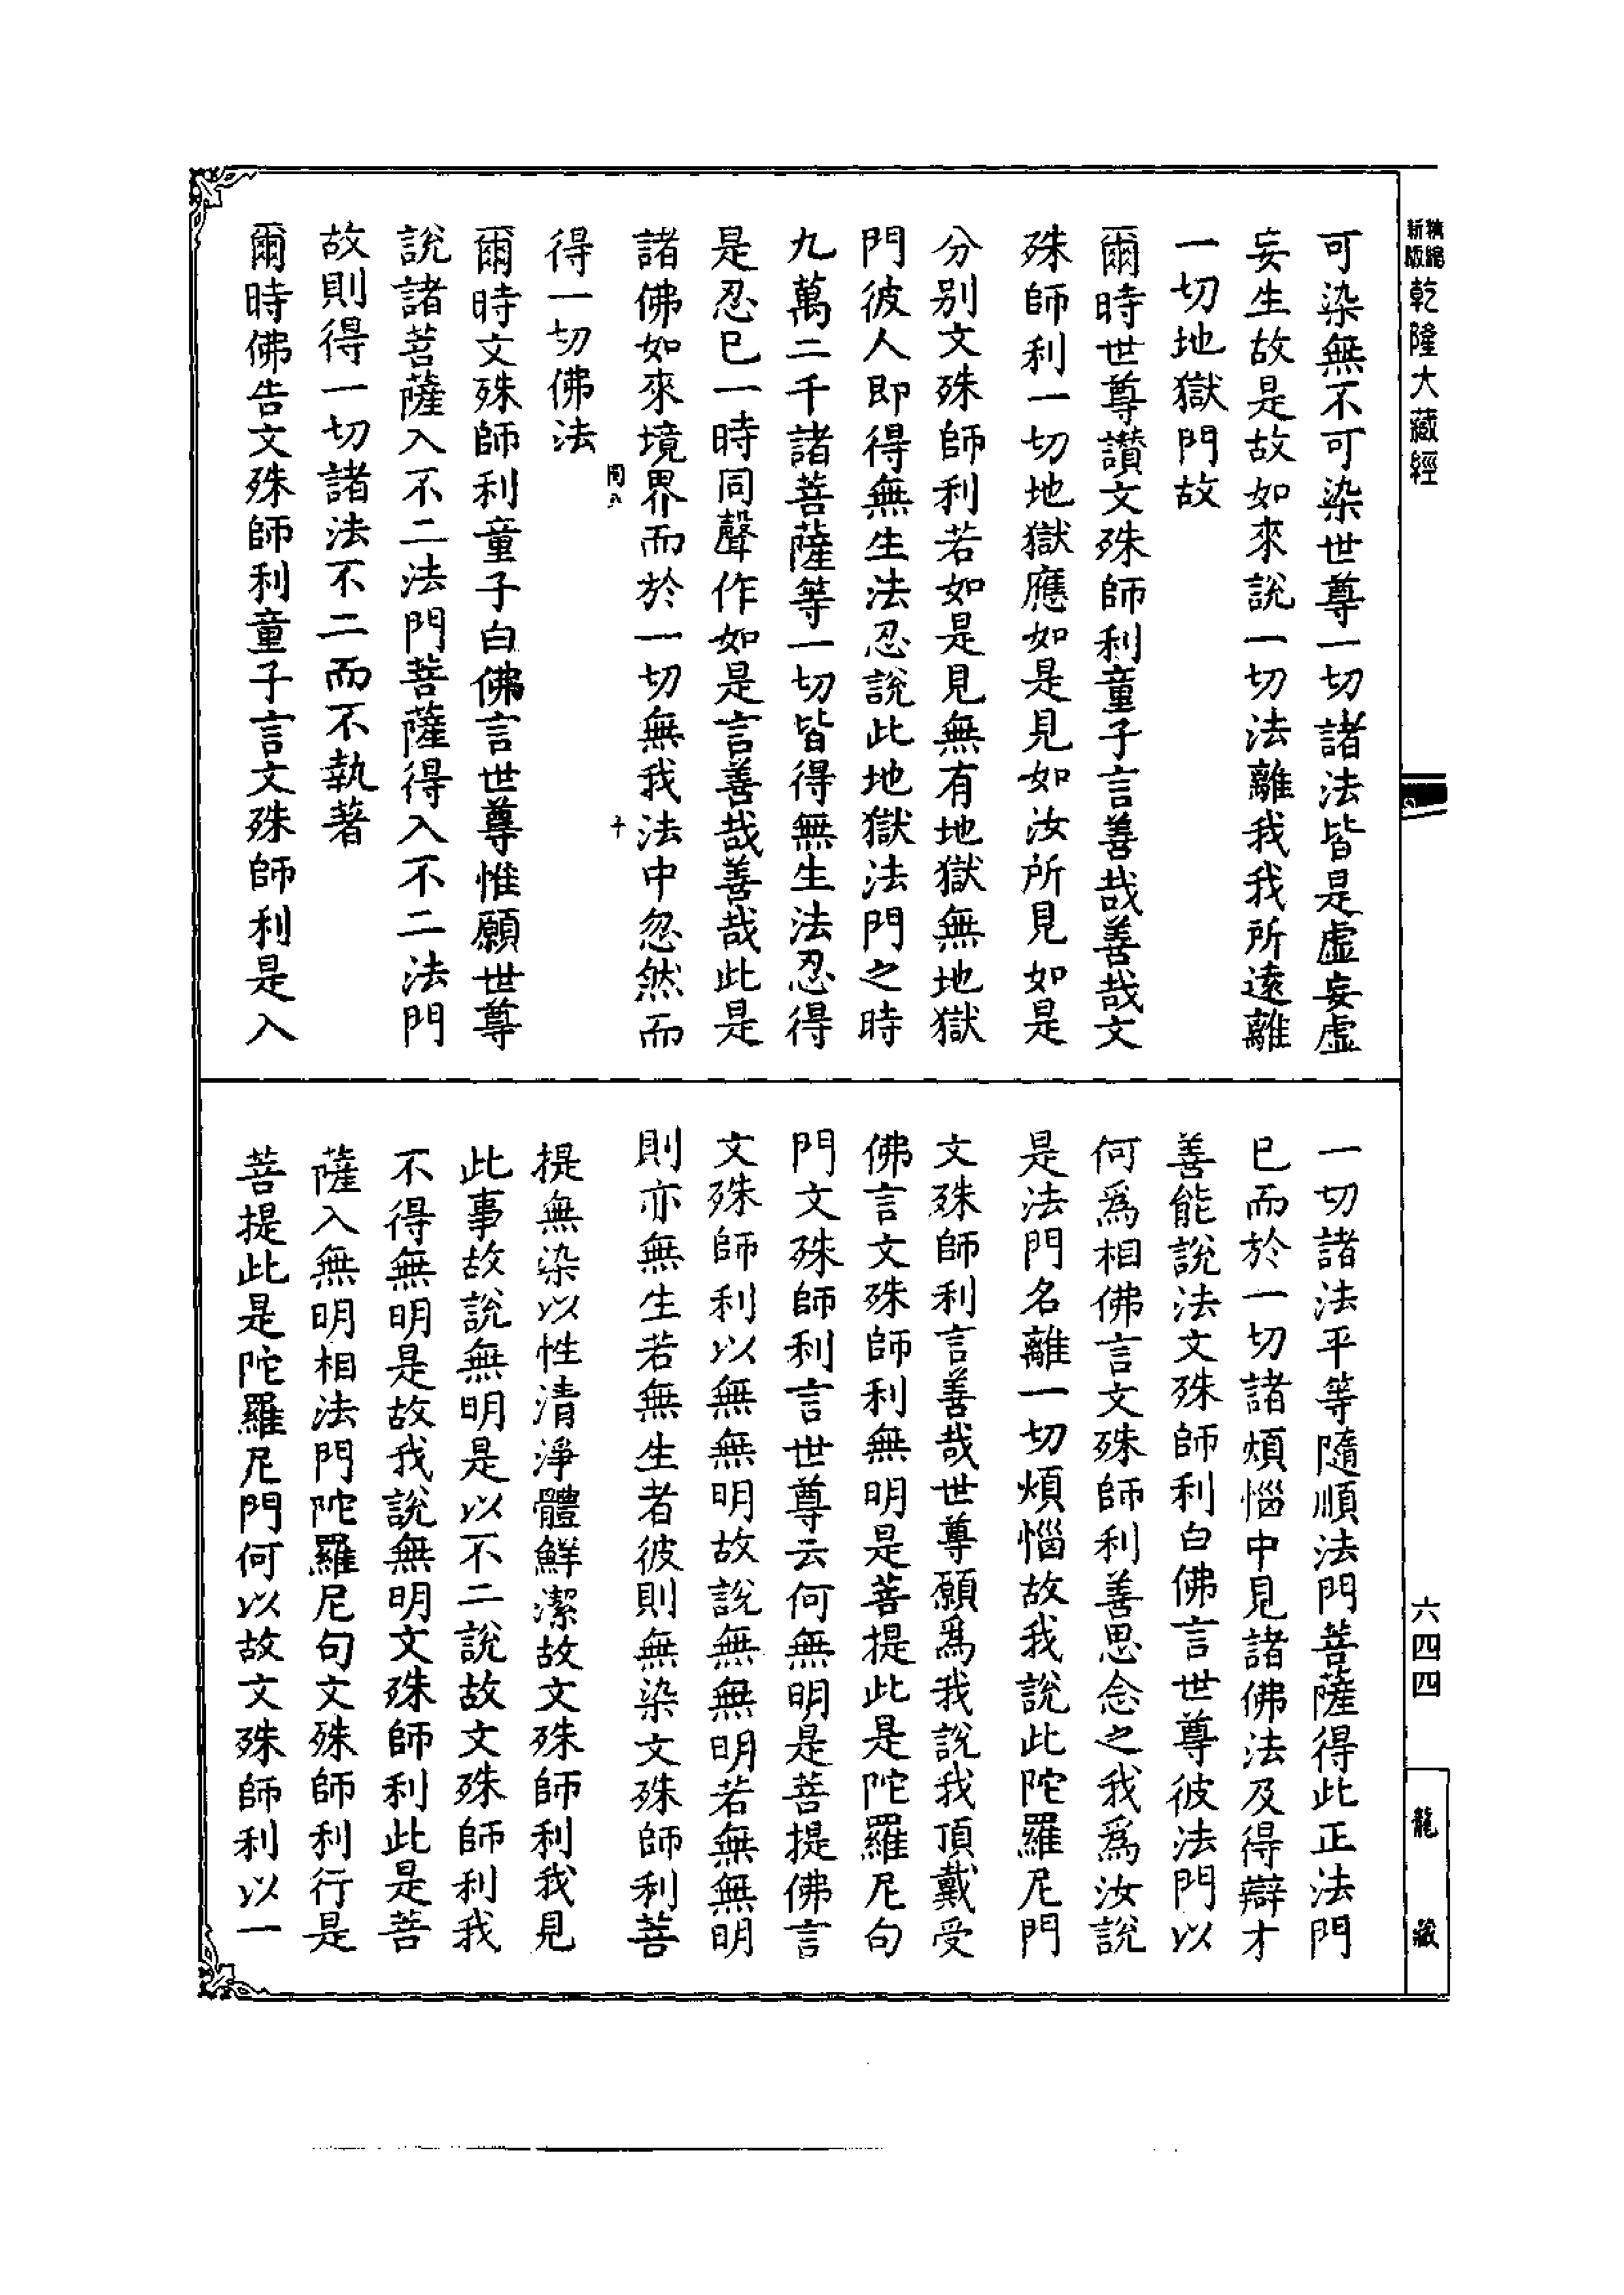 新版精縮乾隆大藏經
可染無不可染世尊一切諸法皆是虛妄虛
妄生故是故如來說一切法離我我所遠離
一切地獄門故
爾時世尊讚文殊師利童子言善哉善哉文
殊師利一切地獄應如是見如汝所見如是
分別文殊師利若如是見無有地獄無地獄
門彼人即得無生法忍說此地獄法門之時
九萬二千諸菩薩等一切皆得無生法忍得
是忍已一時同聲作如是言善哉善哉此是
諸佛如來境界而於一切無我法中忽然而
得一切佛法
爾時文殊師利童子白佛言世尊惟願世尊
說諸菩薩入不二法門菩薩得入不二法門
故則得一切諸法不二而不執著
爾時佛告文殊師利童子言文殊師利是入
一切諸法平等隨順法門菩薩得此正法門
已而於一切諸煩惱中見諸佛法及得辯才
善能說法文殊師利白佛言世尊彼法門以
何為相佛言文殊師利善思念之我為汝說
是法門名離一切煩惱故我說此陀羅尼門
文殊師利言善哉世尊願為我說我頂戴受
佛言文殊師利無明是菩提此是陀羅尼句
門文殊師利言世尊云何無明是菩提佛言
文殊師利以無無明故說無無明若無無明
則亦無生若無生者彼則無染文殊師利菩
提無染以性清淨體鮮潔故文殊師利我見
此事故說無明是以不二說故文殊師利我
不得無明是故我說無明文殊師利此是菩
薩入無明相法門陀羅尼句文殊師利行是
菩提此是陀羅尼門何以故文殊師利以一
六四四
龍藏